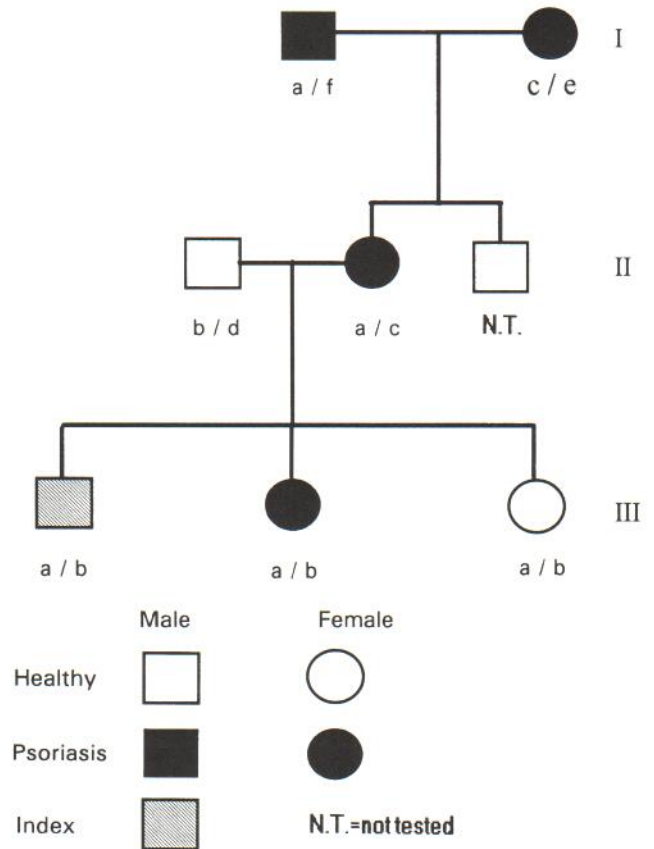 I
a / f
c / e
II
b / d
a / c
N.T.
III
a / b
a / b
a / b
Male
Female
Healthy
Psoriasis
Index
N.T.=not tested